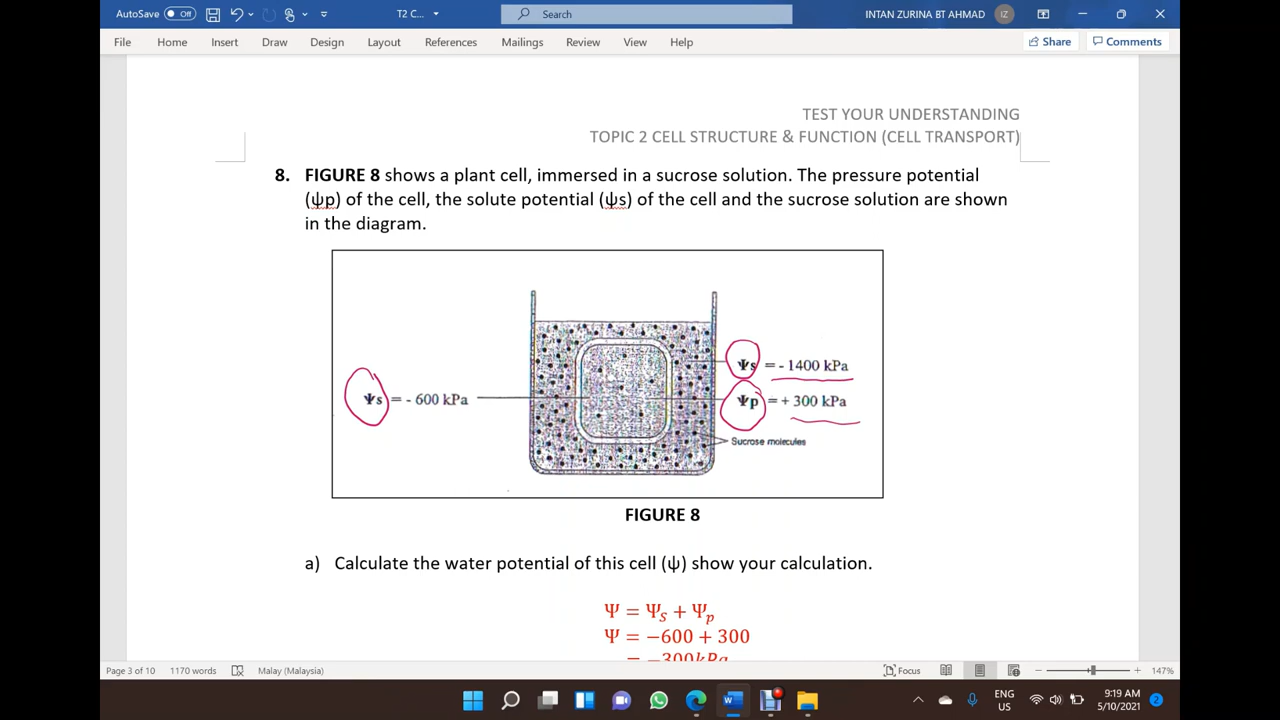 AutoSave Off T2 C... Search INTAN ZURINA BT AHMAD IZ
File Home Insert Draw Design Layout References Mailings Review View Help Share Comments
TEST YOUR UNDERSTANDING
TOPIC 2 CELL STRUCTURE & FUNCTION (CELL TRANSPORT)
8. FIGURE 8 shows a plant cell, immersed in a sucrose solution. The pressure potential
(ψp) of the cell, the solute potential (ψs) of the cell and the sucrose solution are shown
in the diagram.
Ψs = - 1400 kPa
Ψs = - 600 kPa
Ψp = + 300 kPa
Sucrose molecules
FIGURE 8
a) Calculate the water potential of this cell (ψ) show your calculation.
Ψ = Ψs + Ψp
Ψ = −600 + 300
= −300kPa
Page 3 of 10 1170 words Malay (Malaysia) Focus 147%
ENG
US
9:19 AM
5/10/2021
2